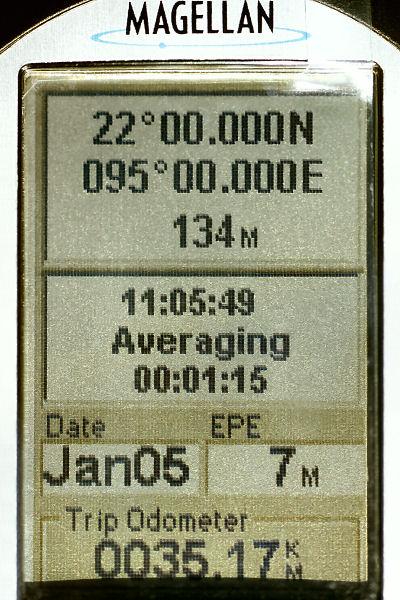 MAGELLAN
22°00.000N
095°00.000E
134M
11:05:49
Averaging
00:01:15
Date EPE
Jan05 7M
Trip Odometer
0035.17KM